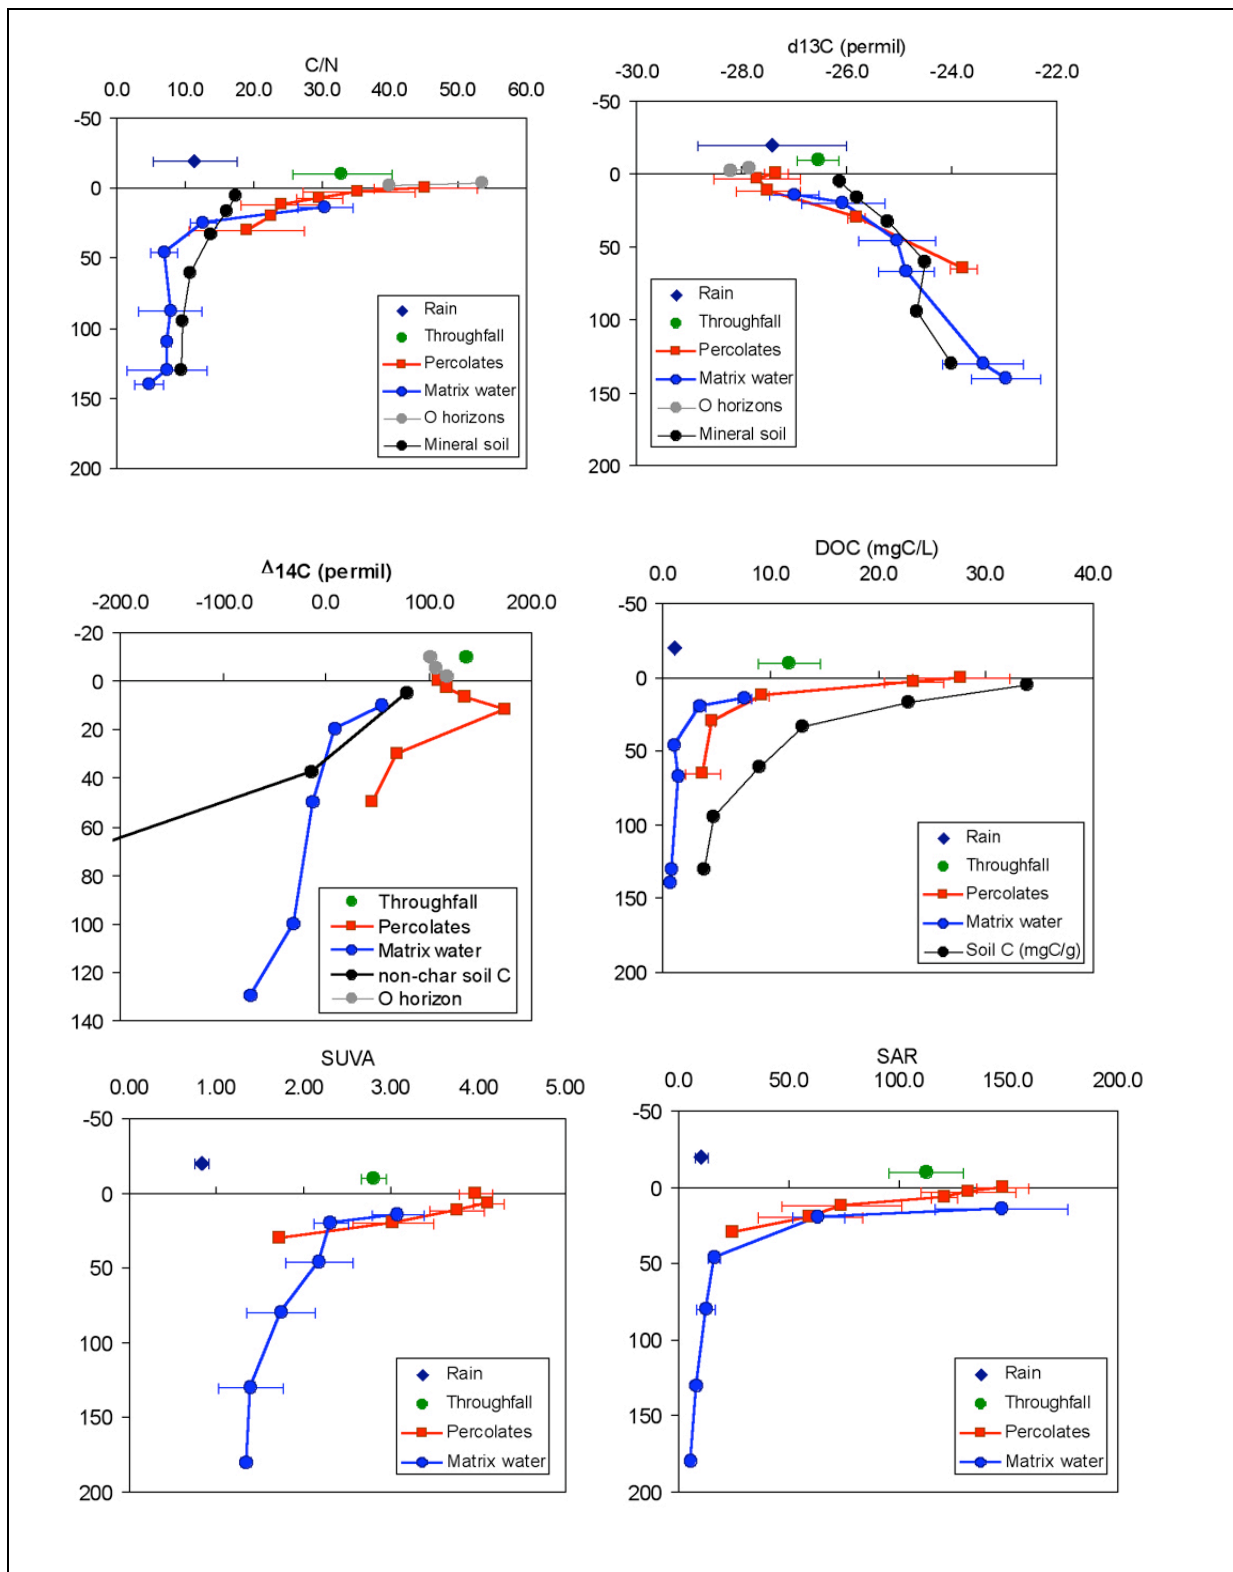 C/N
0.0 10.0 20.0 30.0 40.0 50.0 60.0
-50
0
50
100
150
200
Rain
Throughfall
Percolates
Matrix water
O horizons
Mineral soil
d13C (permil)
-30.0 -28.0 -26.0 -24.0 -22.0
-50
0
50
100
150
200
Rain
Throughfall
Percolates
Matrix water
O horizons
Mineral soil
Δ14C (permil)
-200.0 -100.0 0.0 100.0 200.0
-20
0
20
40
60
80
100
120
140
Throughfall
Percolates
Matrix water
non-char soil C
O horizon
DOC (mgC/L)
0.0 10.0 20.0 30.0 40.0
-50
0
50
100
150
200
Rain
Throughfall
Percolates
Matrix water
Soil C (mgC/g)
SUVA
0.00 1.00 2.00 3.00 4.00 5.00
-50
0
50
100
150
200
Rain
Throughfall
Percolates
Matrix water
SAR
0.0 50.0 100.0 150.0 200.0
-50
0
50
100
150
200
Rain
Throughfall
Percolates
Matrix water